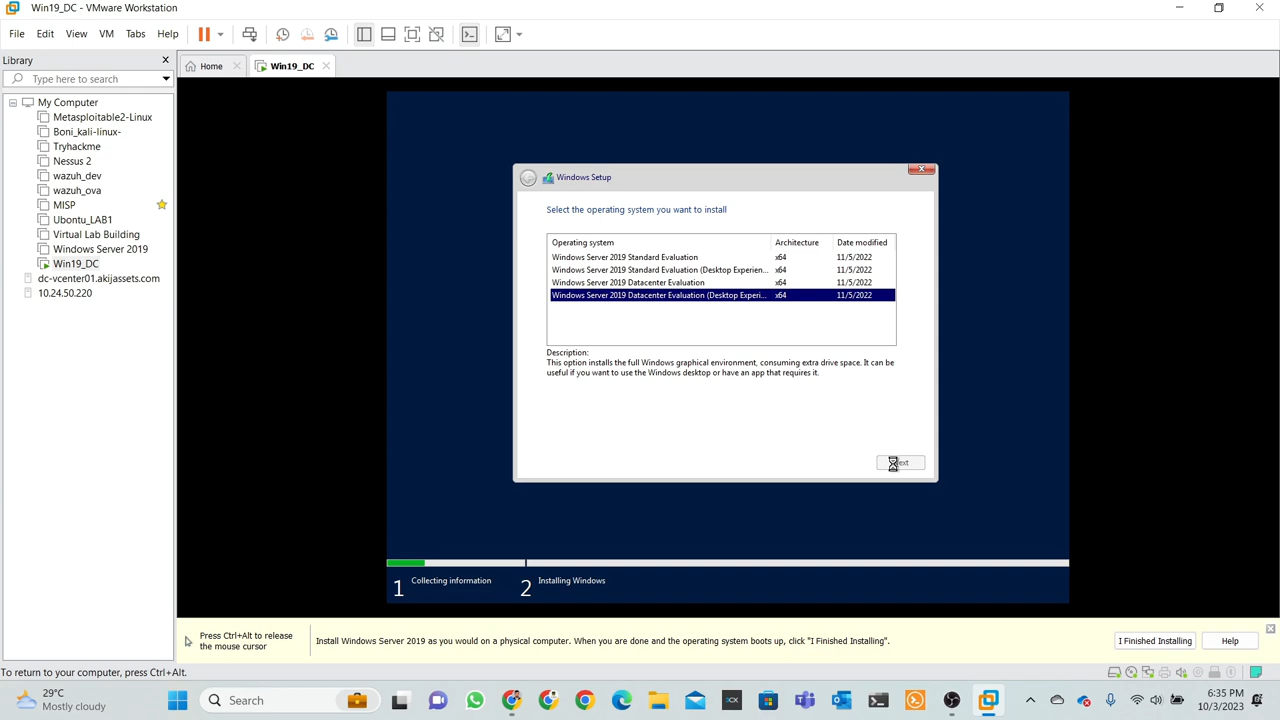 Win19_DC - VMware Workstation
File Edit View VM Tabs Help
Library
Type here to search
My Computer
Metasploitable2-Linux
Boni_kali-linux-
Tryhackme
Nessus 2
wazuh_dev
wazuh_ova
MISP
Ubontu_LAB1
Virtual Lab Building
Windows Server 2019
Win19_DC
dc-vcenter01.akijassets.com
10.24.50.220
Home Win19_DC
Windows Setup
Select the operating system you want to install
Operating system Architecture Date modified
Windows Server 2019 Standard Evaluation x64 11/5/2022
Windows Server 2019 Standard Evaluation (Desktop Experien... x64 11/5/2022
Windows Server 2019 Datacenter Evaluation x64 11/5/2022
Windows Server 2019 Datacenter Evaluation (Desktop Experi... x64 11/5/2022
Description:
This option installs the full Windows graphical environment, consuming extra drive space. It can be
useful if you want to use the Windows desktop or have an app that requires it.
1 Collecting information 2 Installing Windows
Press Ctrl+Alt to release
the mouse cursor
Install Windows Server 2019 as you would on a physical computer. When you are done and the operating system boots up, click "I Finished Installing".
I Finished Installing Help
To return to your computer, press Ctrl+Alt.
29°C
Mostly cloudy
Search
6:35 PM
10/3/2023